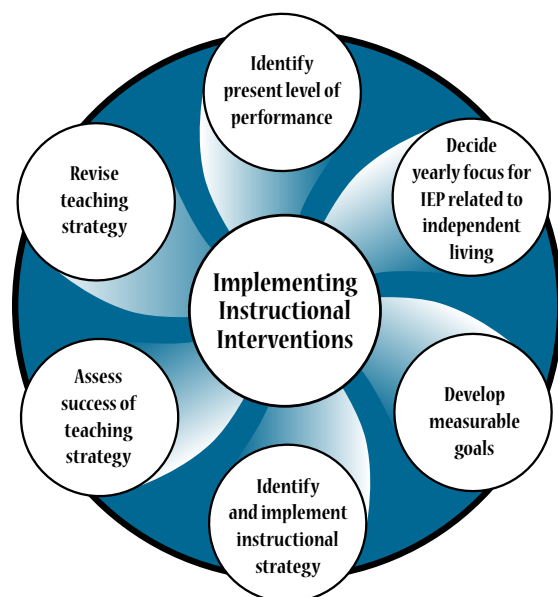 Identify
present level of
performance
Decide
yearly focus for
IEP related to
independent
living
Develop
measurable
goals
Identify
and implement
instructional
strategy
Assess
success of
teaching
strategy
Revise
teaching
strategy
Implementing
Instructional
Interventions